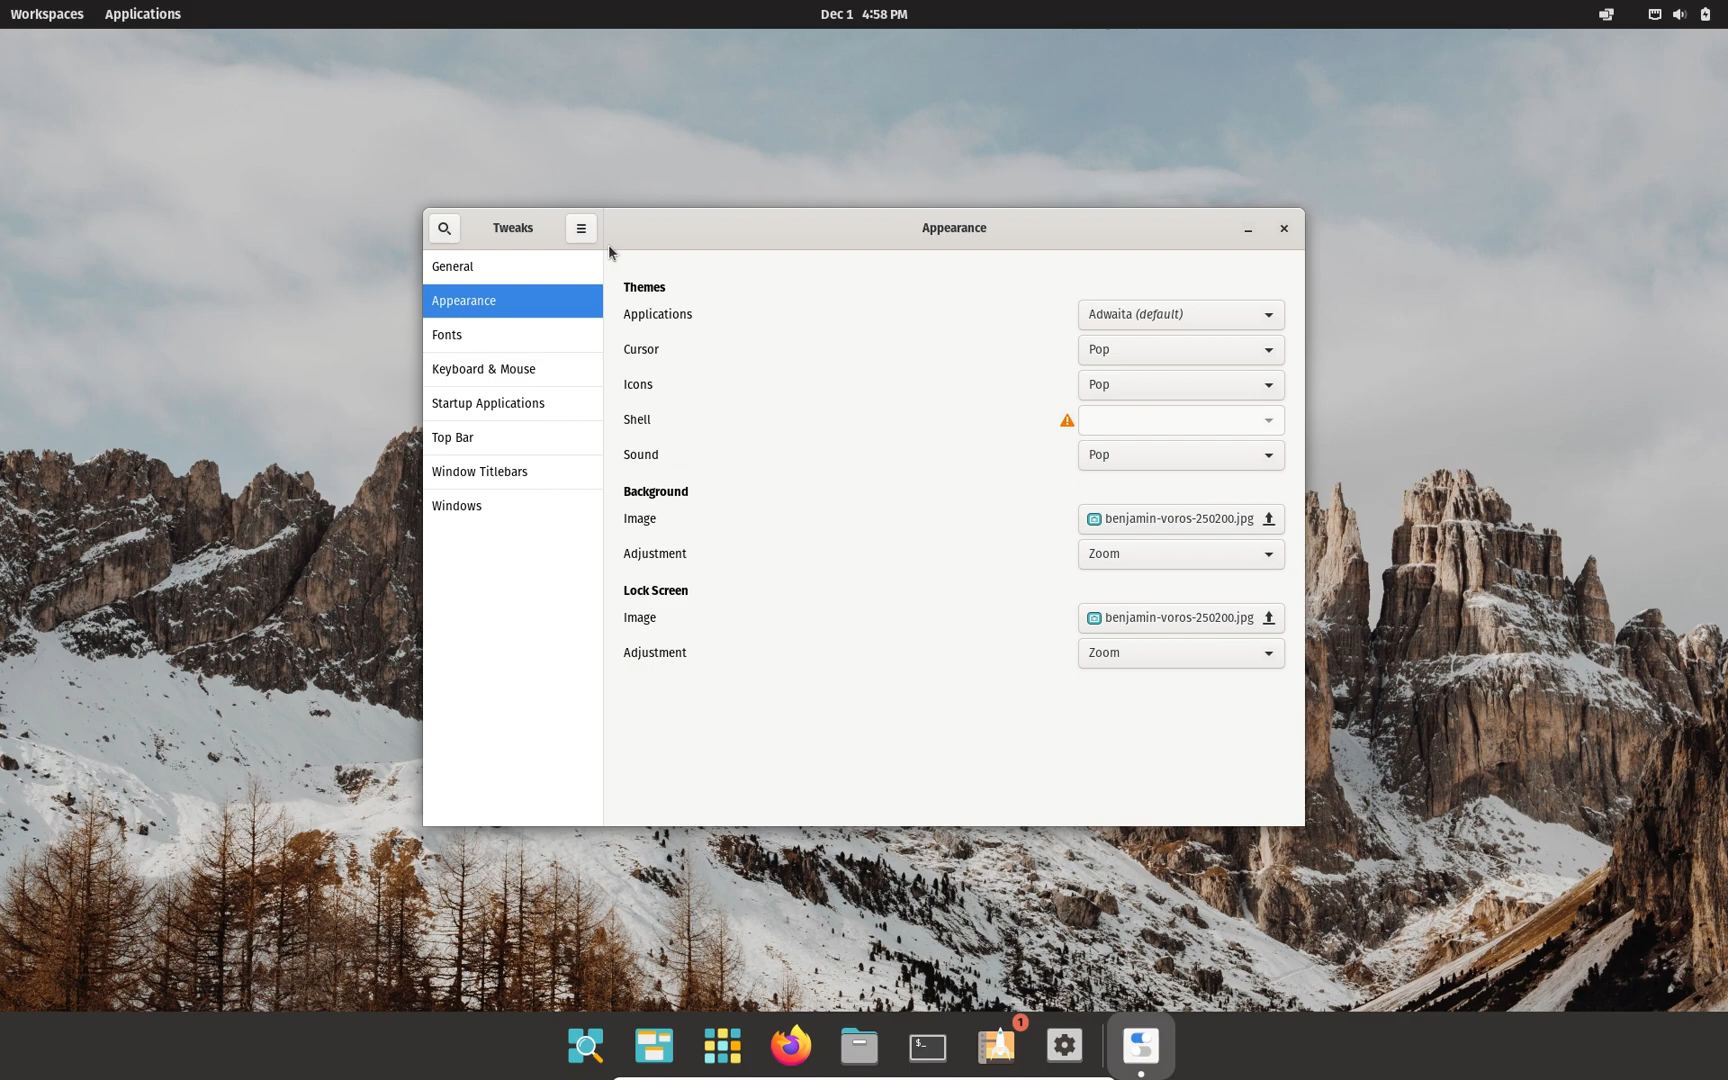 Workspaces Applications Dec 1 4:58 PM
Tweaks Appearance
General
Appearance
Fonts
Keyboard & Mouse
Startup Applications
Top Bar
Window Titlebars
Windows
Themes
Applications Adwaita (default)
Cursor Pop
Icons Pop
Shell
Sound Pop
Background
Image benjamin-voros-250200.jpg
Adjustment Zoom
Lock Screen
Image benjamin-voros-250200.jpg
Adjustment Zoom
$_
1